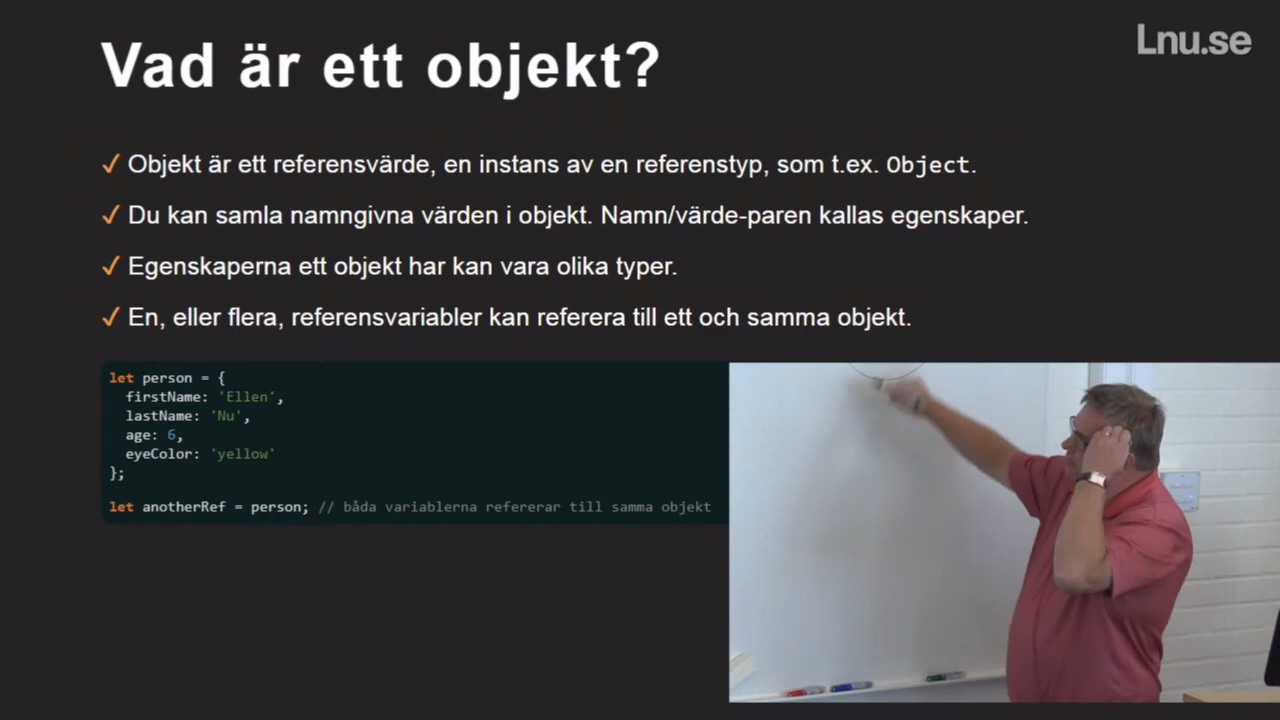 Vad är ett objekt?
Lnu.se
✓ Objekt är ett referensvärde, en instans av en referenstyp, som t.ex. Object.
✓ Du kan samla namngivna värden i objekt. Namn/värde-paren kallas egenskaper.
✓ Egenskaperna ett objekt har kan vara olika typer.
✓ En, eller flera, referensvariabler kan referera till ett och samma objekt.
let person = {
  firstName: 'Ellen',
  lastName: 'Nu',
  age: 6,
  eyeColor: 'yellow'
};
let anotherRef = person; // båda variablerna refererar till samma objekt